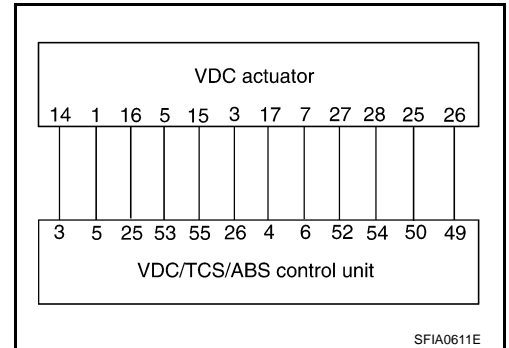 VDC actuator
14 1 16 5 15 3 17 7 27 28 25 26
3 5 25 53 55 26 4 6 52 54 50 49
VDC/TCS/ABS control unit
SFIA0611E